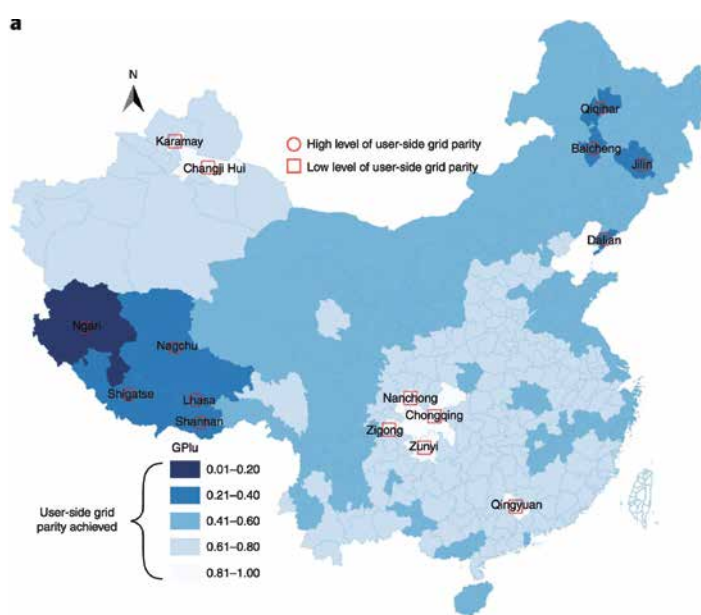 a
N
Karamay
Changji Hui
High level of user-side grid parity
Low level of user-side grid parity
Qiqihar
Baicheng
Jilin
Dalian
Ngari
Nagchu
Shigatse
Lhasa
Shannan
Nanchong
Chongqing
Zigong
Zunyi
Qingyuan
GPIu
User-side grid
parity achieved
0.01–0.20
0.21–0.40
0.41–0.60
0.61–0.80
0.81–1.00